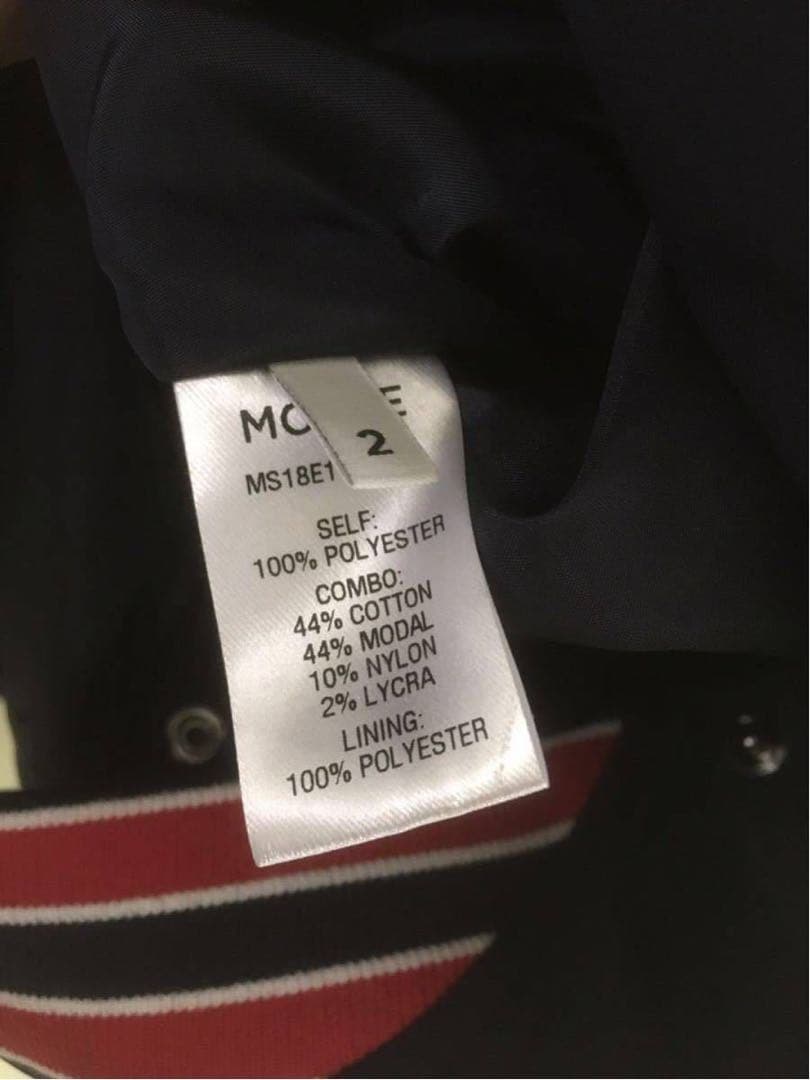 MC E
2
MS18E1
SELF:
100% POLYESTER
COMBO:
44% COTTON
44% MODAL
10% NYLON
2% LYCRA
LINING:
100% POLYESTER